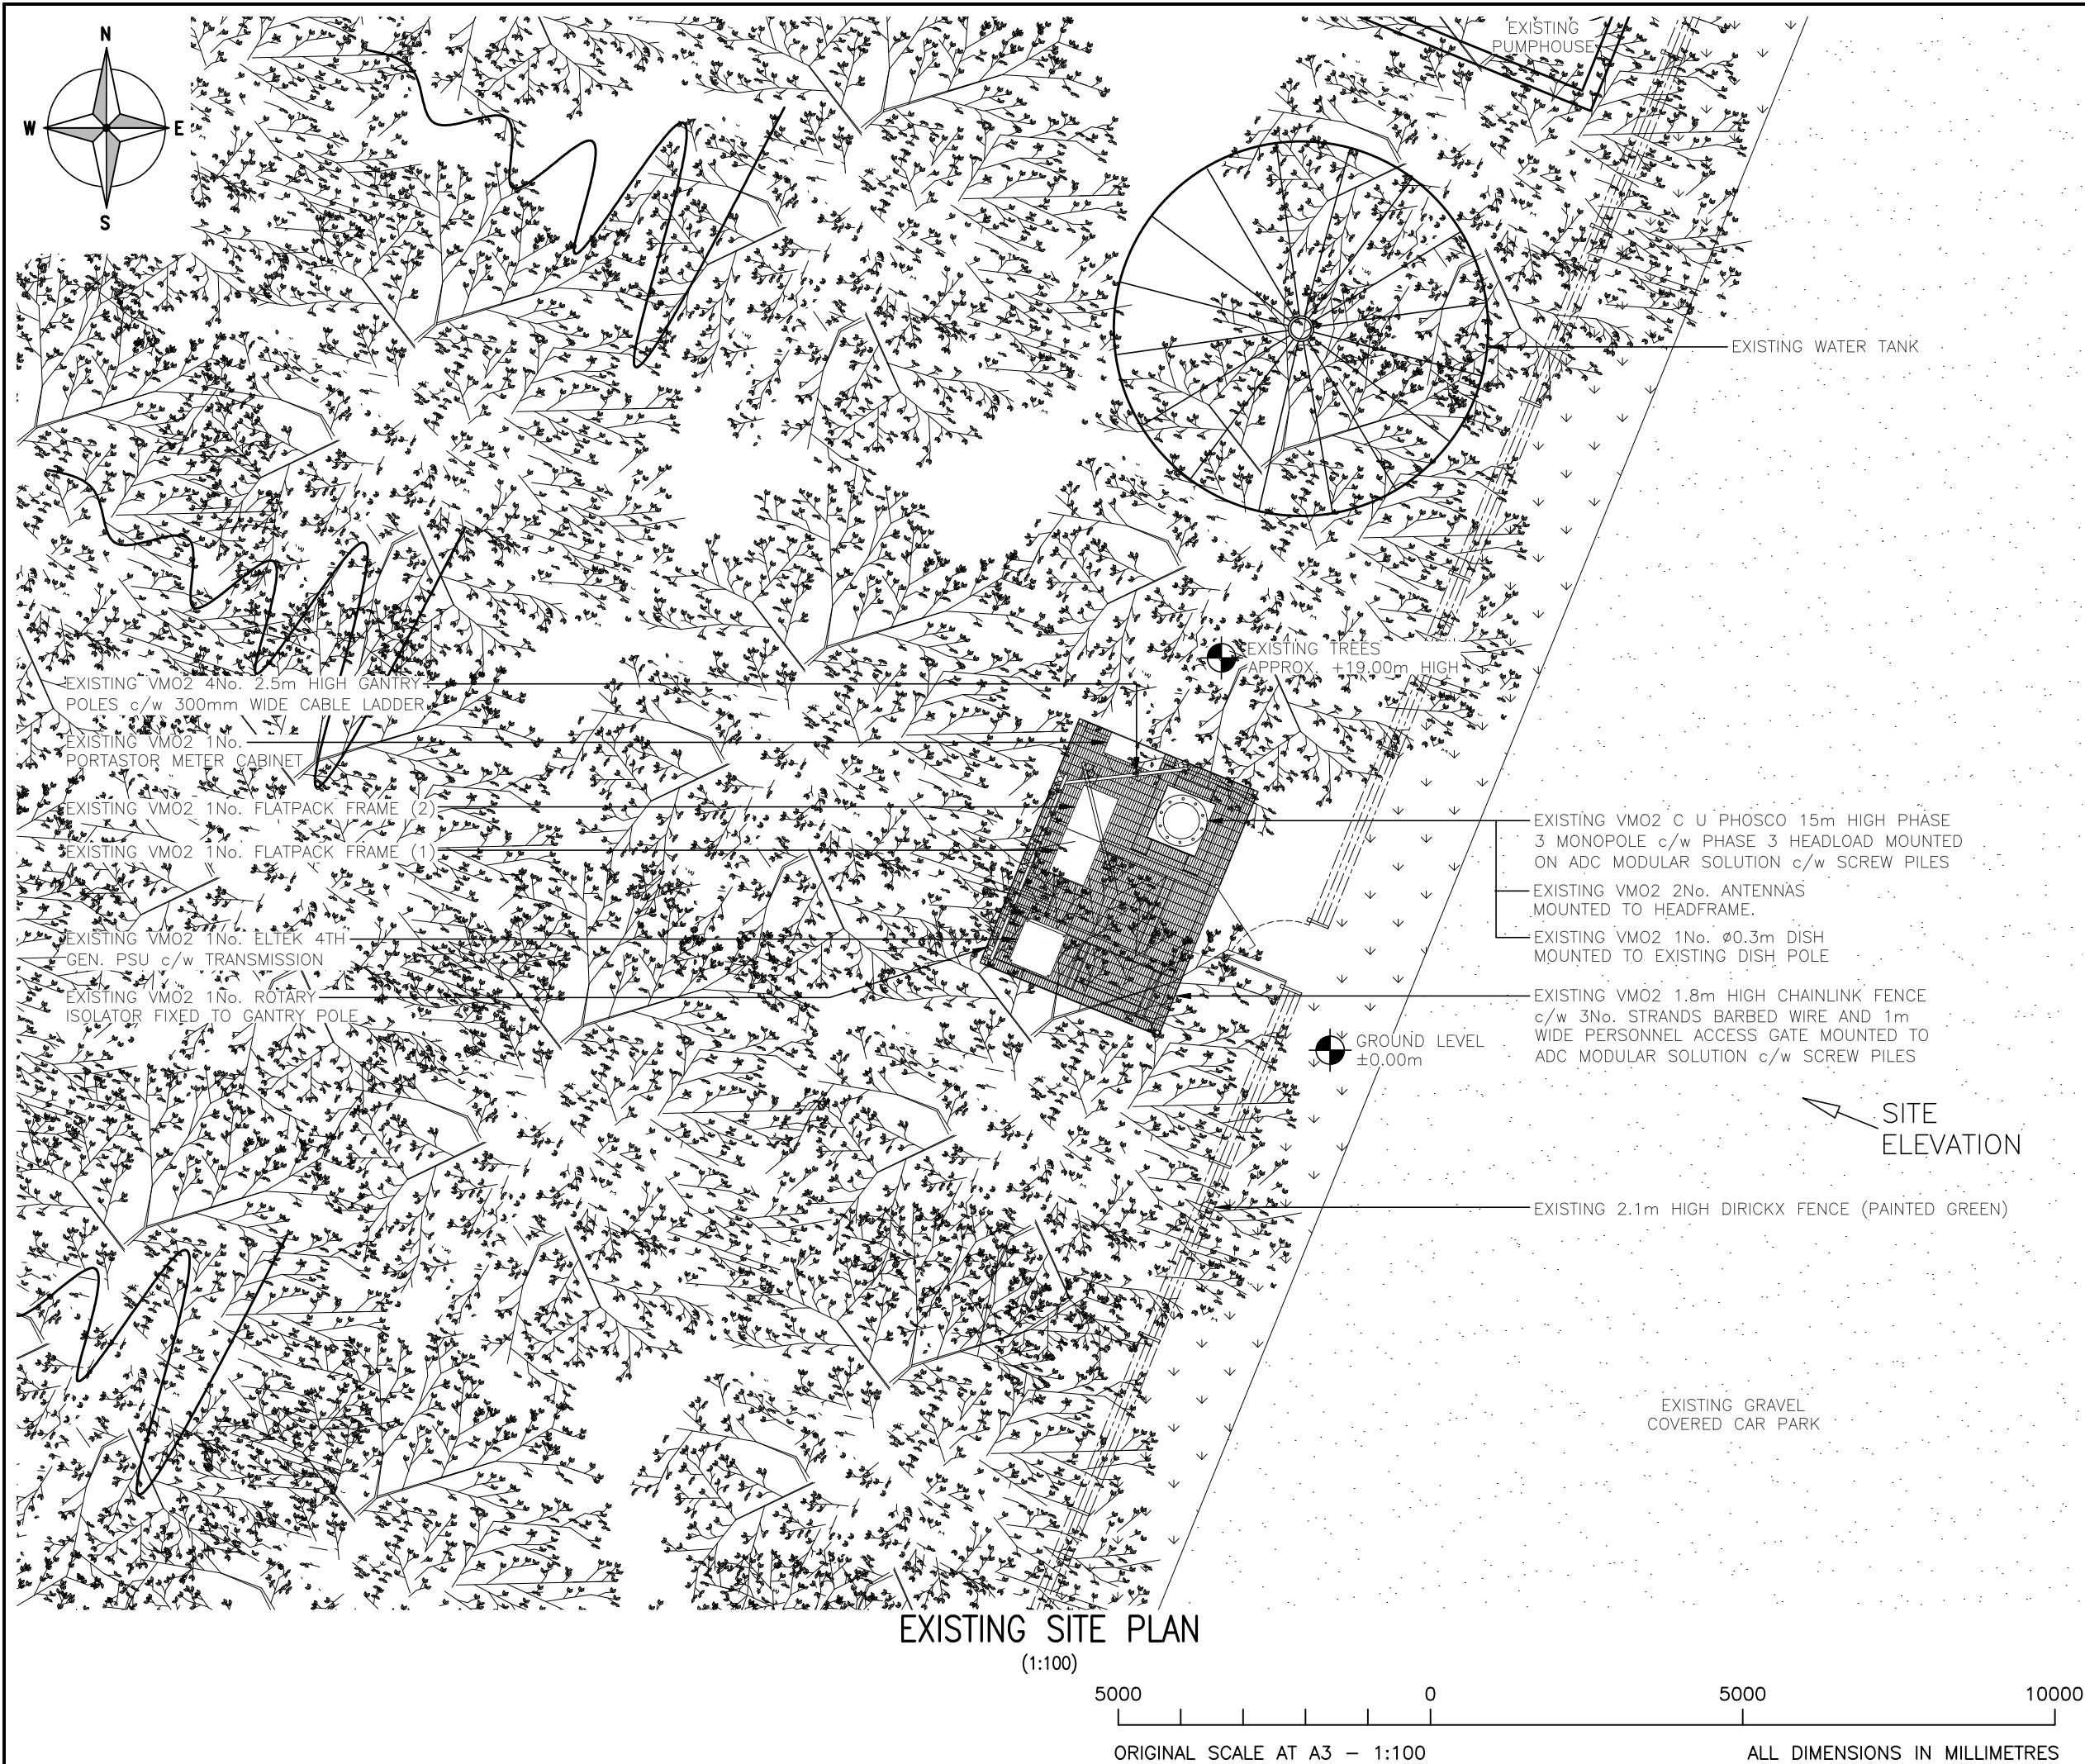 N
W
E
S
EXISTING
PUMPHOUSE
EXISTING WATER TANK
EXISTING TREES
APPROX. +19.00m HIGH
EXISTING VMO2 4No. 2.5m HIGH GANTRY
POLES c/w 300mm WIDE CABLE LADDER
EXISTING VMO2 1No.
PORTASTOR METER CABINET
EXISTING VMO2 1No. FLATPACK FRAME (2)
EXISTING VMO2 1No. FLATPACK FRAME (1)
EXISTING VMO2 1No. ELTEK 4TH
GEN. PSU c/w TRANSMISSION
EXISTING VMO2 1No. ROTARY
ISOLATOR FIXED TO GANTRY POLE
EXISTING VMO2 C U PHOSCO 15m HIGH PHASE
3 MONOPOLE c/w PHASE 3 HEADLOAD MOUNTED
ON ADC MODULAR SOLUTION c/w SCREW PILES
EXISTING VMO2 2No. ANTENNAS
MOUNTED TO HEADFRAME.
EXISTING VMO2 1No. Ø0.3m DISH
MOUNTED TO EXISTING DISH POLE
EXISTING VMO2 1.8m HIGH CHAINLINK FENCE
c/w 3No. STRANDS BARBED WIRE AND 1m
WIDE PERSONNEL ACCESS GATE MOUNTED TO
ADC MODULAR SOLUTION c/w SCREW PILES
GROUND LEVEL
±0.00m
SITE
ELEVATION
EXISTING 2.1m HIGH DIRICKX FENCE (PAINTED GREEN)
EXISTING GRAVEL
COVERED CAR PARK
EXISTING SITE PLAN
(1:100)
5000 0 5000 10000
ORIGINAL SCALE AT A3 – 1:100
ALL DIMENSIONS IN MILLIMETRES